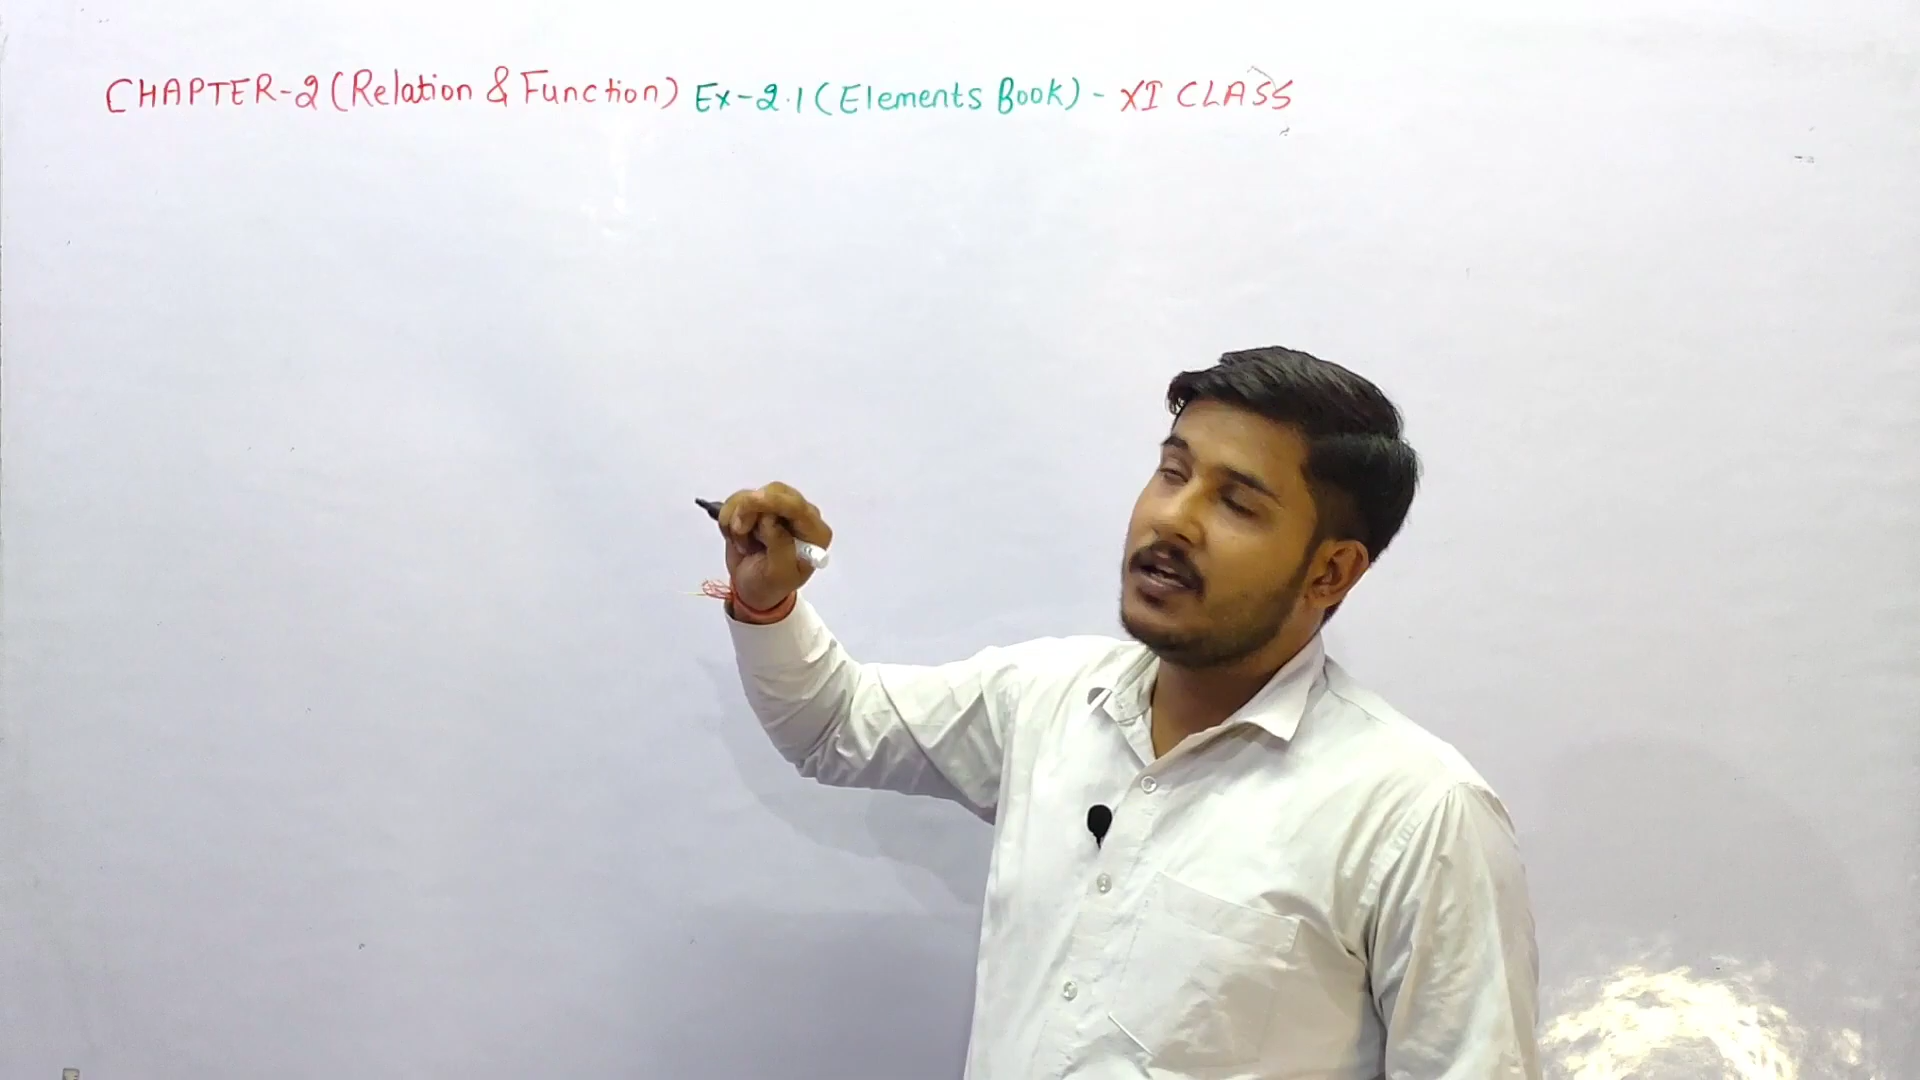 CHAPTER-2 (Relation & Function) Ex-2.1 (Elements Book) - XI CLASS